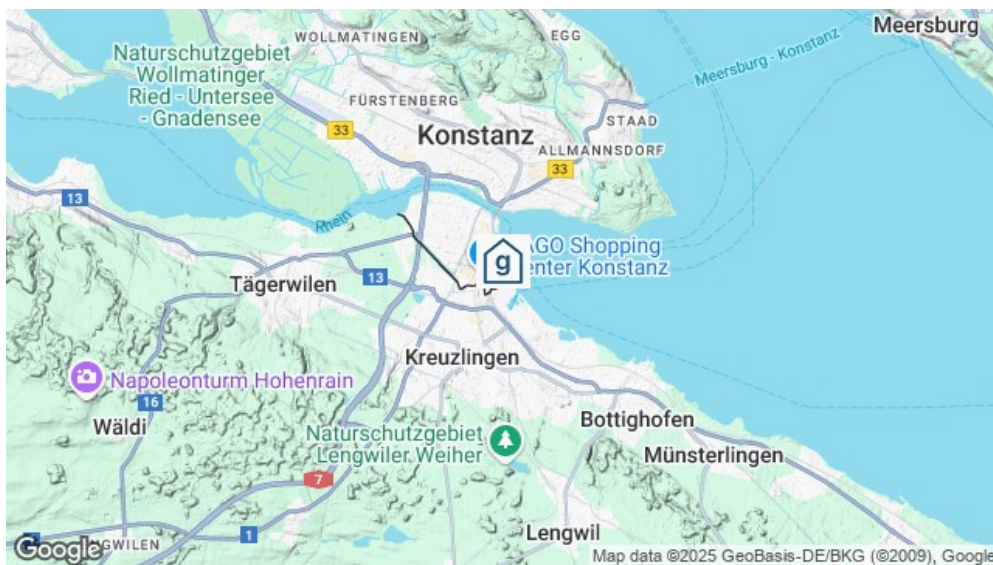 Meersburg
WOLLMATINGEN
EGG
Naturschutzgebiet
Wollmatinger
Ried - Untersee
- Gnadensee
Meersburg - Konstanz
FÜRSTENBERG
STAAD
33
Konstanz
ALLMANNSDORF
33
13
Rhein
AGO Shopping
enter Konstanz
g
13
Tägerwilen
Kreuzlingen
Napoleonturm Hohenrain
16
Wäldi
Bottighofen
Naturschutzgebiet
Lengwiler Weiher
Münsterlingen
7
1
Lengwil
NGWILEN
Google
Map data ©2025 GeoBasis-DE/BKG (©2009), Google